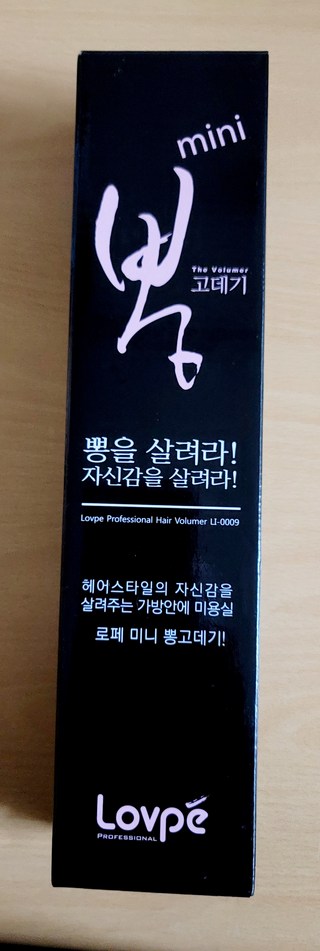 mini
뽕
The Volumer
고데기
뽕을 살려라!
자신감을 살려라!
Lovpe Professional Hair Volumer LI-0009
헤어스타일의 자신감을
살려주는 가방안에 미용실
로페 미니 뽕고데기!
Lovpé
PROFESSIONAL